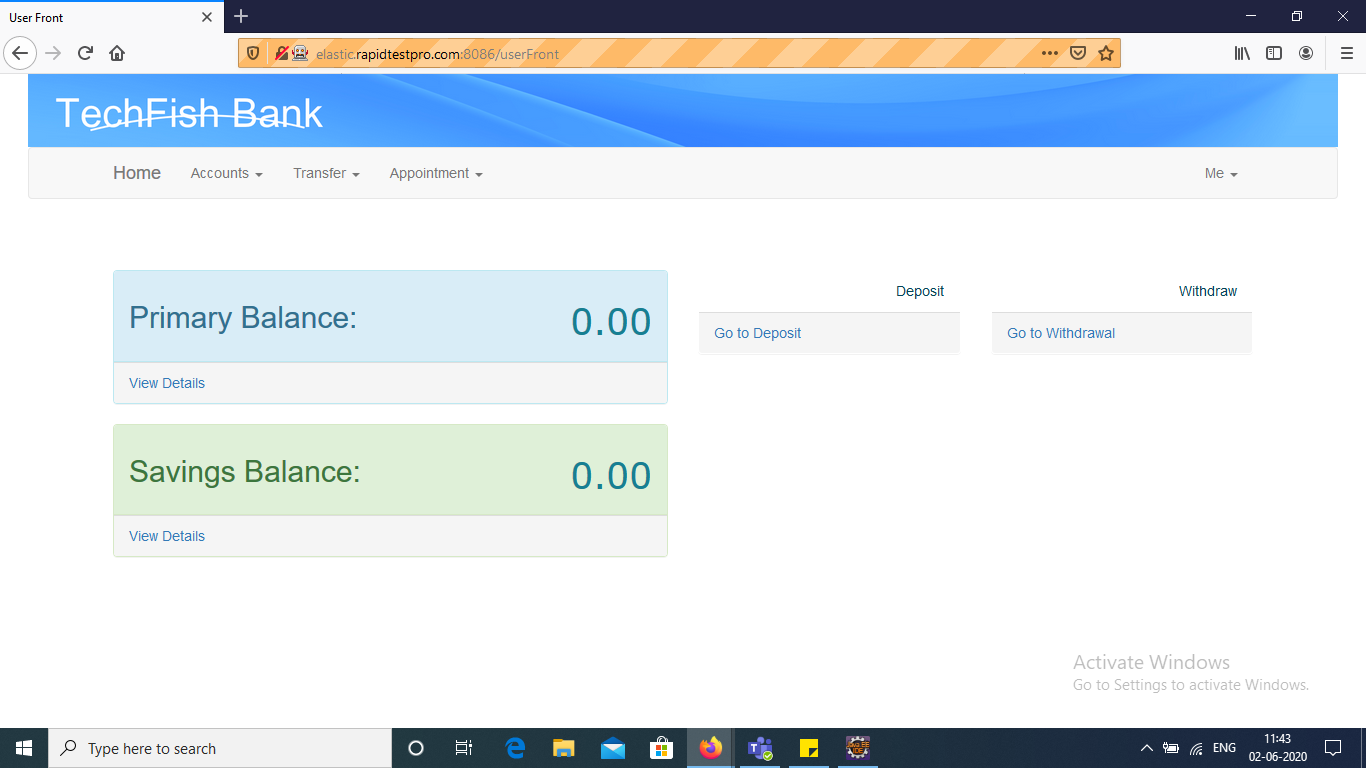 User Front
elastic.rapidtestpro.com:8086/userFront
TechFish Bank
Home Accounts Transfer Appointment Me
Primary Balance: 0.00
View Details
Savings Balance: 0.00
View Details
Deposit
Go to Deposit
Withdraw
Go to Withdrawal
Activate Windows
Go to Settings to activate Windows.
Type here to search
ENG
11:43
02-06-2020